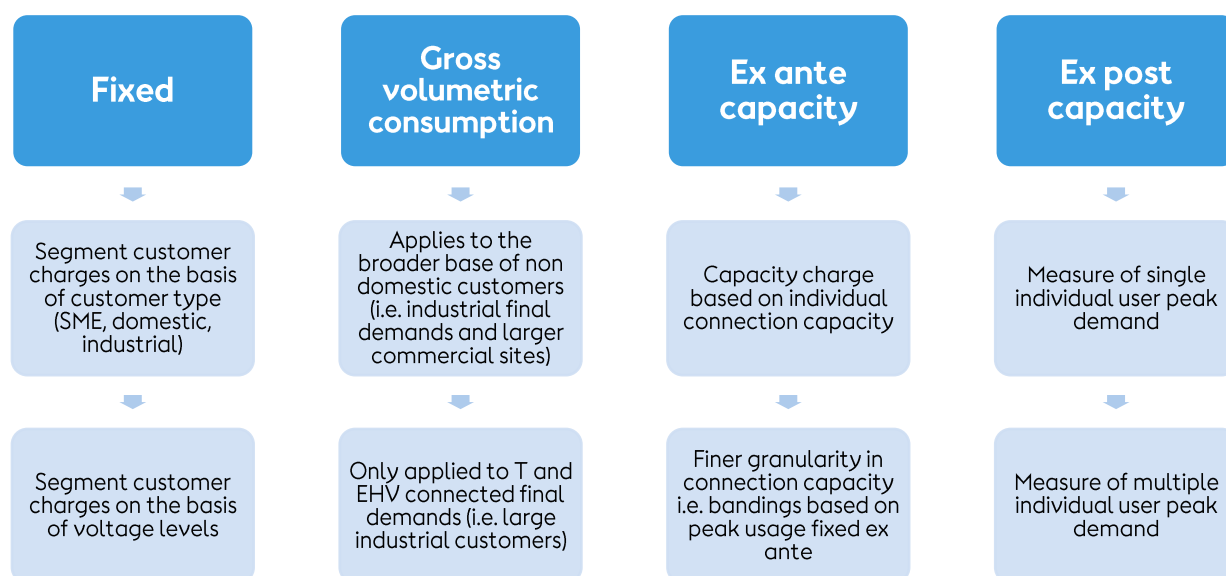 Fixed
Gross
volumetric
consumption
Ex ante
capacity
Ex post
capacity
Segment customer
charges on the basis
of customer type
(SME, domestic,
industrial)
Applies to the
broader base of non
domestic customers
(i.e. industrial final
demands and larger
commercial sites)
Capacity charge
based on individual
connection capacity
Measure of single
individual user peak
demand
Segment customer
charges on the basis
of voltage levels
Only applied to T and
EHV connected final
demands (i.e. large
industrial customers)
Finer granularity in
connection capacity
i.e. bandings based on
peak usage fixed ex
ante
Measure of multiple
individual user peak
demand